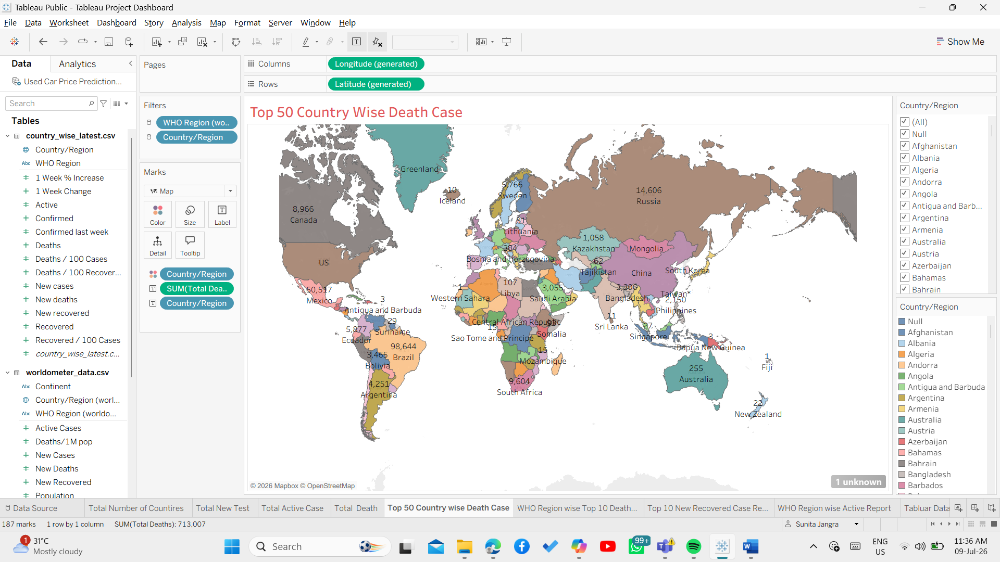 Tableau Public - Tableau Project Dashboard
File Data Worksheet Dashboard Story Analysis Map Format Server Window Help
Show Me
Data Analytics
Used Car Price Prediction...
Search
Tables
country_wise_latest.csv
Country/Region
Abc WHO Region
1 Week % Increase
1 Week Change
Active
Confirmed
Confirmed last week
Deaths
Deaths / 100 Cases
Deaths / 100 Recover...
New cases
New deaths
New recovered
Recovered
Recovered / 100 Cases
country_wise_latest.c...
worldometer_data.csv
Abc Continent
Country/Region (worl...
Abc WHO Region (worldo...
Active Cases
Deaths/1M pop
New Cases
New Deaths
New Recovered
Population
Pages
Filters
WHO Region (wo..
Country/Region
Marks
Map
Color Size Label
Detail Tooltip
Country/Region
SUM(Total Dea..
Country/Region
Columns Longitude (generated)
Rows Latitude (generated)
Top 50 Country Wise Death Case
Greenland
10
Iceland
5,766
Sweden
14,606
Russia
8,966
Canada
81
Lithuania
1,058
Kazakhstan
Mongolia
384
Bosnia and Herzegovina
US
62
Tajikistan
China
South Korea
50,517
Mexico
1
Western Sahara
107
Libya
3,055
Saudi Arabia
3,306
Bangladesh
Taiwan*
2,150
Philippines
3
Antigua and Barbuda
29
Suriname
Central African Republic
93
Somalia
11
Sri Lanka
27
Singapore
5,877
Ecuador
15
Sao Tome and Principe
3
Papua New Guinea
98,644
Brazil
3,465
Bolivia
15
Mozambique
1
Fiji
255
Australia
4,251
Argentina
9,604
South Africa
22
New Zealand
© 2026 Mapbox © OpenStreetMap
1 unknown
Country/Region
(All)
Null
Afghanistan
Albania
Algeria
Andorra
Angola
Antigua and Barb...
Argentina
Armenia
Australia
Austria
Azerbaijan
Bahamas
Bahrain
Country/Region
Null
Afghanistan
Albania
Algeria
Andorra
Angola
Antigua and Barbuda
Argentina
Armenia
Australia
Austria
Azerbaijan
Bahamas
Bahrain
Bangladesh
Barbados
Data Source Total Number of Countires Total New Test Total Active Case Total Death Top 50 Country wise Death Case WHO Region wise Top 10 Death... Top 10 New Recovered Case Re... WHO Region wise Active Report Tabluar Data
187 marks 1 row by 1 column SUM(Total Deaths): 713,007 Sunita Jangra
1
31°C
Mostly cloudy
Search
99+
ENG
US
11:36 AM
09-Jul-26